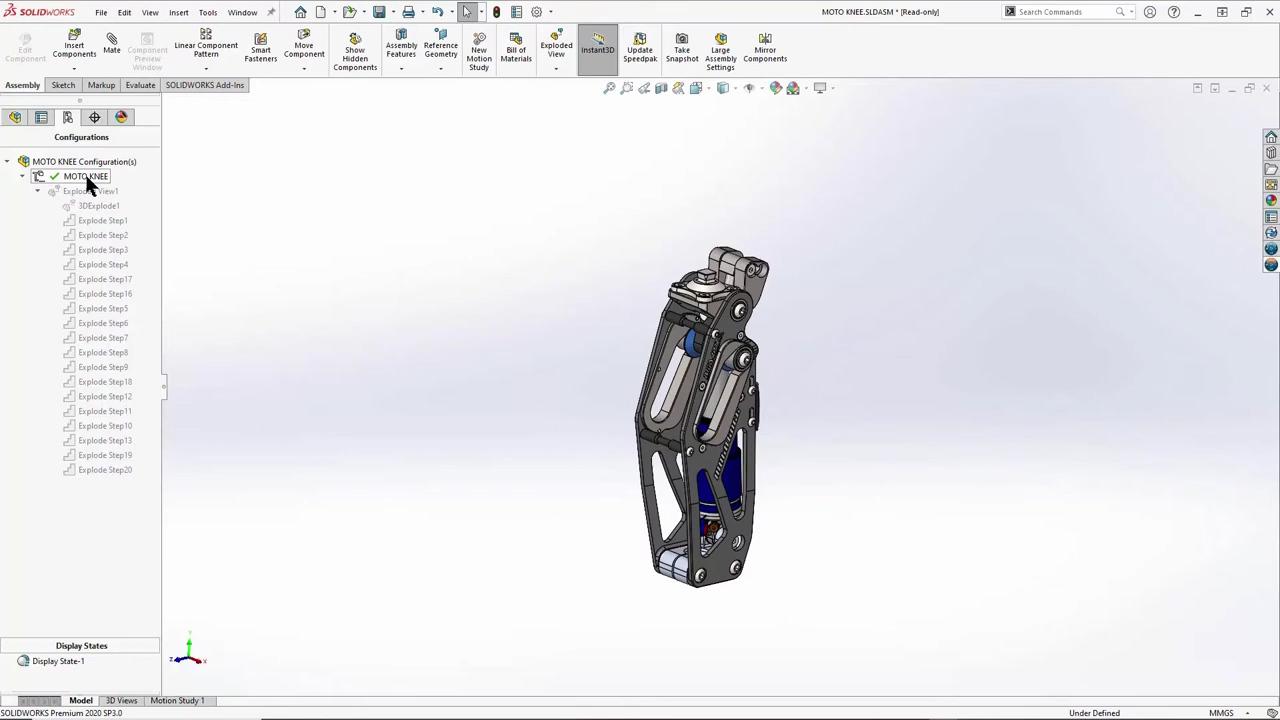 SOLIDWORKS File Edit View Insert Tools Window MOTO KNEE.SLDASM * [Read-only] Search Commands
Edit Component
Insert Components
Mate
Component Preview Window
Linear Component Pattern
Smart Fasteners
Move Component
Show Hidden Components
Assembly Features
Reference Geometry
New Motion Study
Bill of Materials
Exploded View
Instant3D
Update Speedpak
Take Snapshot
Large Assembly Settings
Mirror Components
Assembly Sketch Markup Evaluate SOLIDWORKS Add-Ins
Configurations
MOTO KNEE Configuration(s)
MOTO KNEE
3DExplode1
Explode Step1
Explode Step2
Explode Step3
Explode Step4
Explode Step17
Explode Step16
Explode Step5
Explode Step6
Explode Step7
Explode Step8
Explode Step9
Explode Step18
Explode Step12
Explode Step11
Explode Step10
Explode Step13
Explode Step19
Explode Step20
Display States
Display State-1
Y
Z X
Model 3D Views Motion Study 1
SOLIDWORKS Premium 2020 SP3.0 Under Defined MMGS